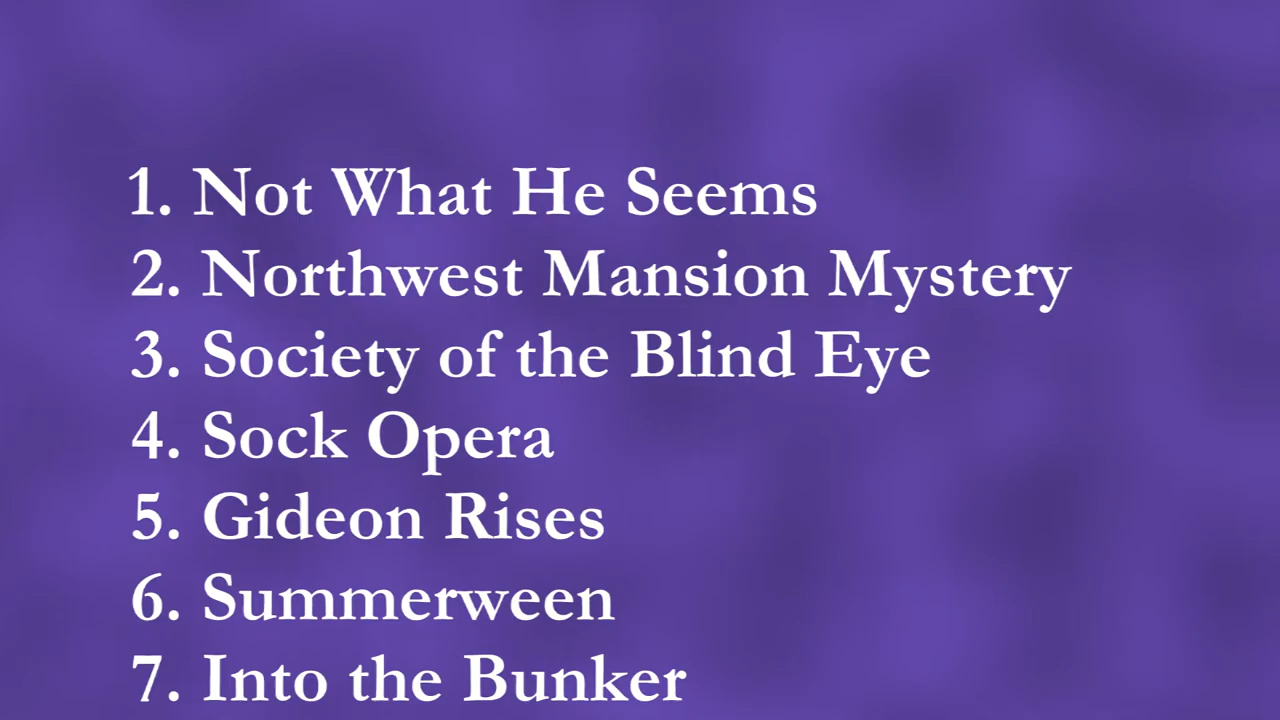 1. Not What He Seems
2. Northwest Mansion Mystery
3. Society of the Blind Eye
4. Sock Opera
5. Gideon Rises
6. Summerween
7. Into the Bunker